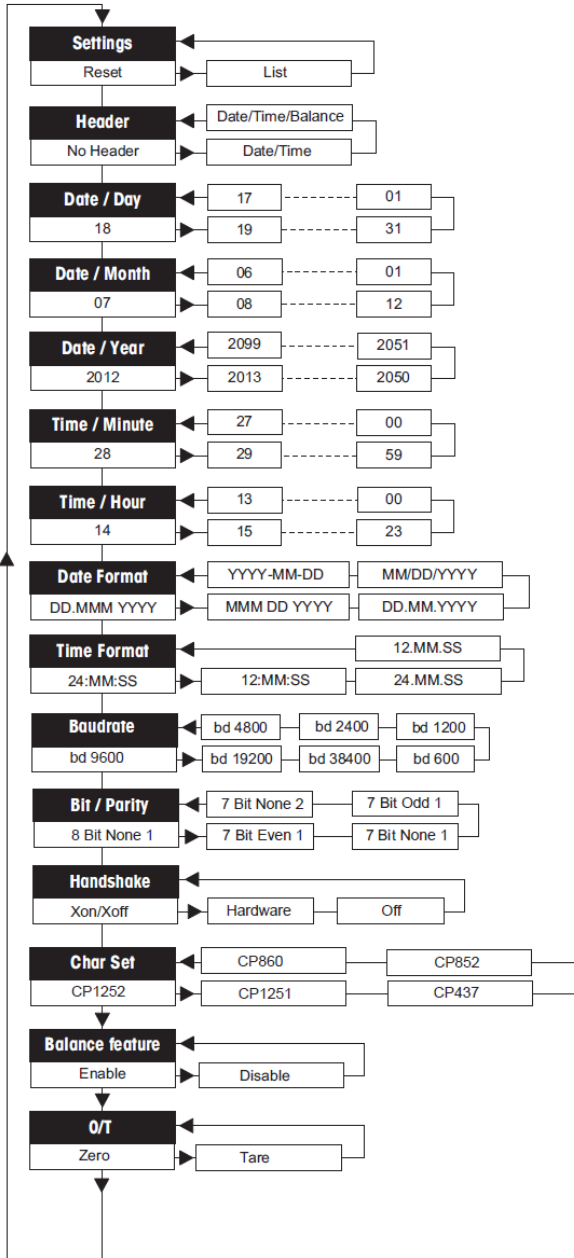 Settings
Reset List
Header Date/Time/Balance
No Header Date/Time
Date / Day 17 01
18 19 31
Date / Month 06 01
07 08 12
Date / Year 2099 2051
2012 2013 2050
Time / Minute 27 00
28 29 59
Time / Hour 13 00
14 15 23
Date Format YYYY-MM-DD MM/DD/YYYY
DD.MMM YYYY MMM DD YYYY DD.MM.YYYY
Time Format 12.MM.SS
24:MM:SS 12:MM:SS 24.MM.SS
Baudrate bd 4800 bd 2400 bd 1200
bd 9600 bd 19200 bd 38400 bd 600
Bit / Parity 7 Bit None 2 7 Bit Odd 1
8 Bit None 1 7 Bit Even 1 7 Bit None 1
Handshake
Xon/Xoff Hardware Off
Char Set CP860 CP852
CP1252 CP1251 CP437
Balance feature
Enable Disable
0/T
Zero Tare